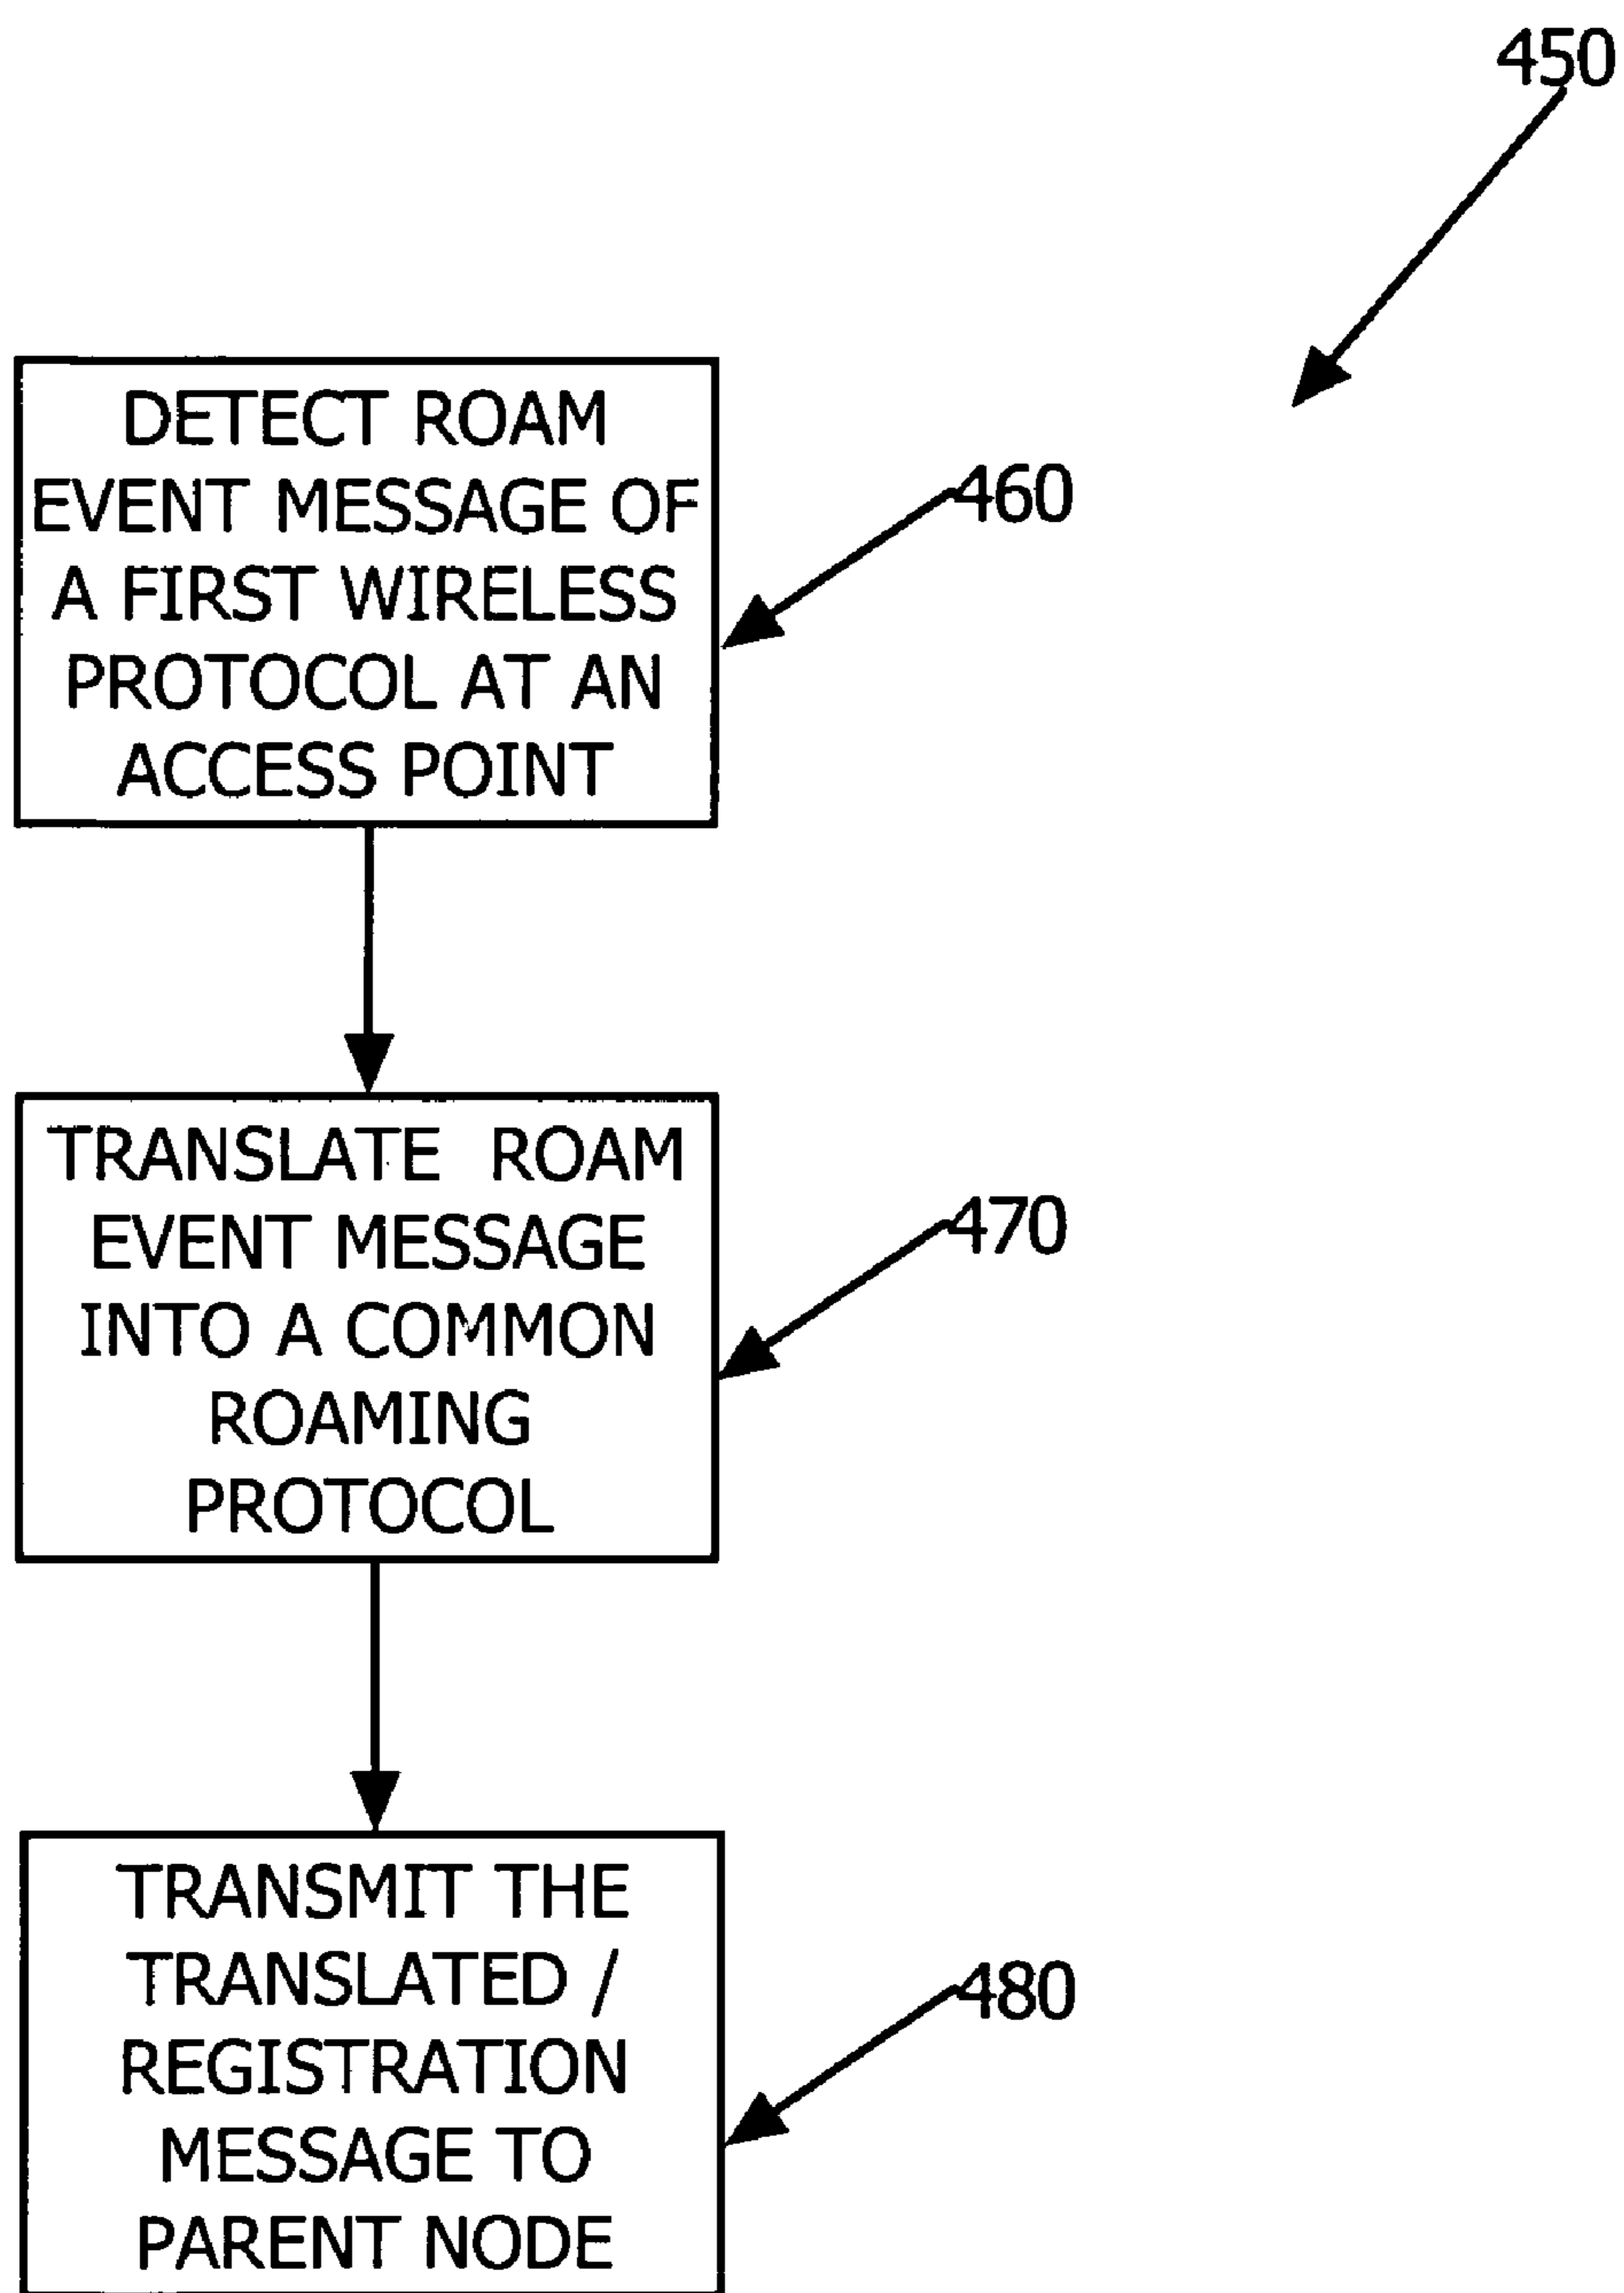 450
DETECT ROAM
EVENT MESSAGE OF
A FIRST WIRELESS
PROTOCOL AT AN
ACCESS POINT
460
TRANSLATE ROAM
EVENT MESSAGE
INTO A COMMON
ROAMING
PROTOCOL
470
TRANSMIT THE
TRANSLATED /
REGISTRATION
MESSAGE TO
PARENT NODE
480